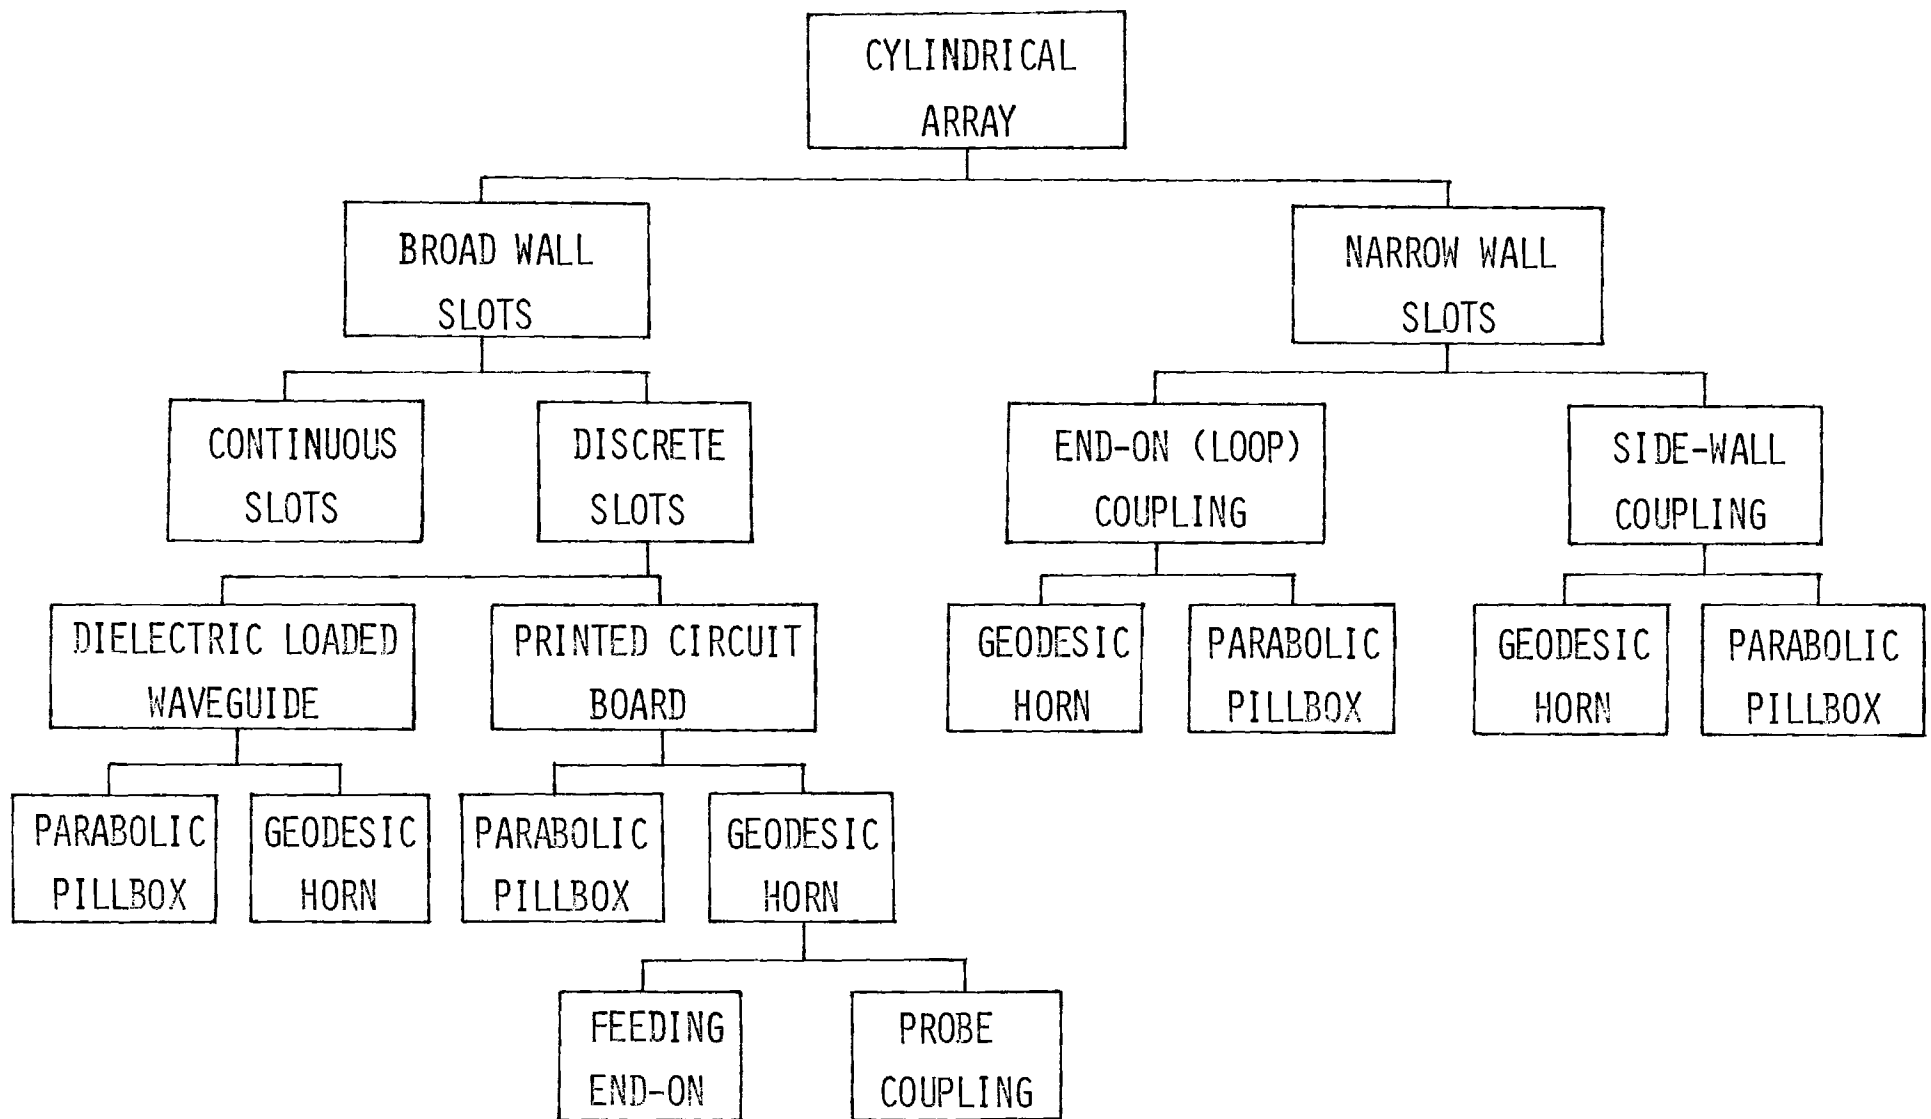 CYLINDRICAL
ARRAY
BROAD WALL
SLOTS
NARROW WALL
SLOTS
CONTINUOUS
SLOTS
DISCRETE
SLOTS
END-ON (LOOP)
COUPLING
SIDE-WALL
COUPLING
DIELECTRIC LOADED
WAVEGUIDE
PRINTED CIRCUIT
BOARD
GEODESIC
HORN
PARABOLIC
PILLBOX
GEODESIC
HORN
PARABOLIC
PILLBOX
PARABOLIC
PILLBOX
GEODESIC
HORN
PARABOLIC
PILLBOX
GEODESIC
HORN
FEEDING
END-ON
PROBE
COUPLING